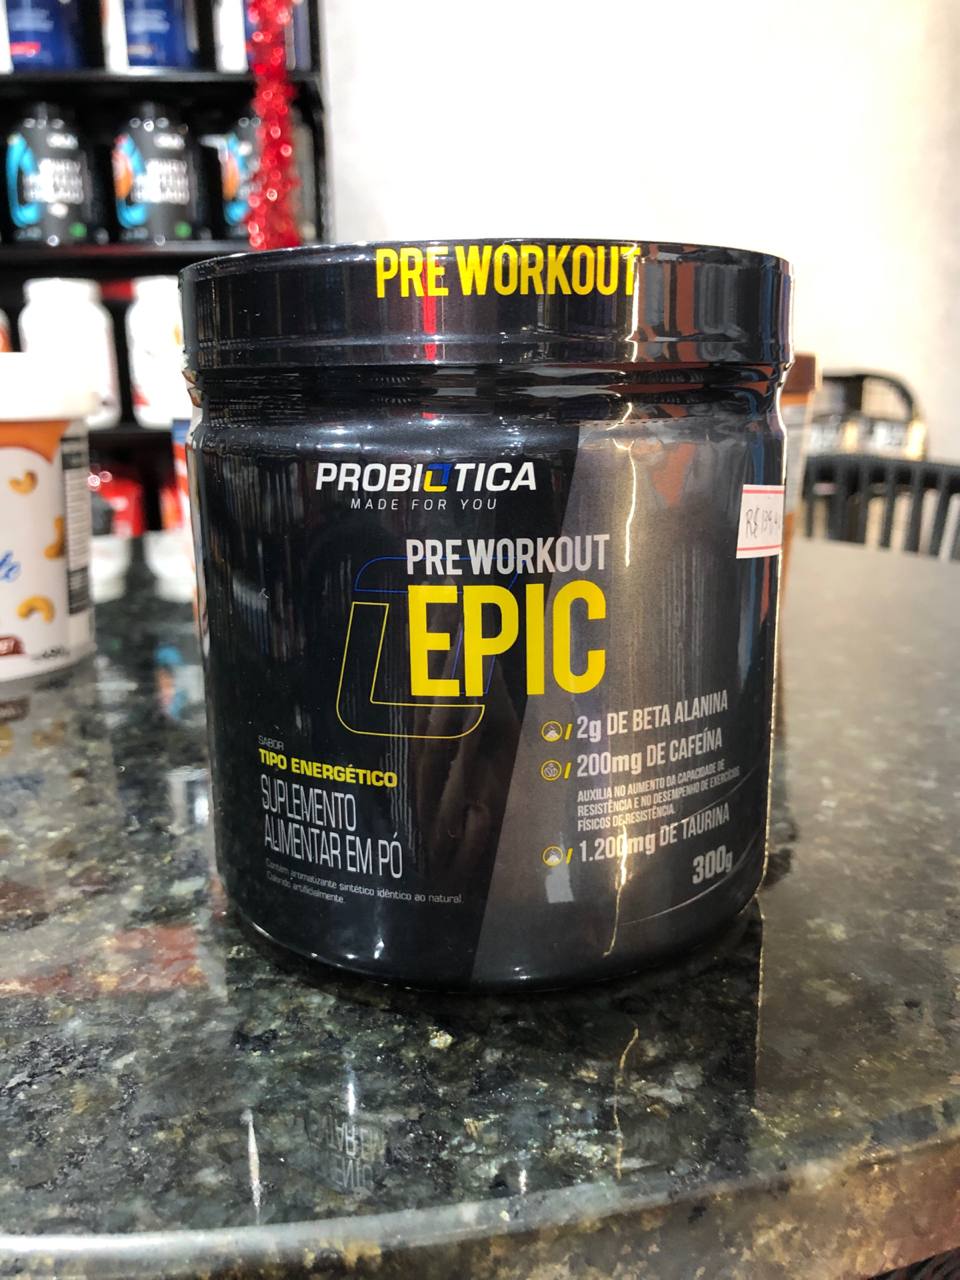 PRE WORKOUT
PROBIOTICA
MADE FOR YOU
PRE WORKOUT
EPIC
2g DE BETA ALANINA
200mg DE CAFEÍNA
AUXILIA NO AUMENTO DA CAPACIDADE DE
RESISTÊNCIA E NO DESEMPENHO DE EXERCÍCIOS
FÍSICOS DE RESISTÊNCIA.
1.200mg DE TAURINA
300g
SABOR
TIPO ENERGÉTICO
SUPLEMENTO
ALIMENTAR EM PÓ
Contém aromatizante sintético idêntico ao natural.
Colorido artificialmente.
R$